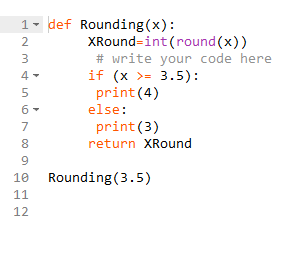 1 def Rounding(x):
2      XRound=int(round(x))
3       # write your code here
4      if (x >= 3.5):
5       print(4)
6      else:
7       print(3)
8      return XRound
9
10 Rounding(3.5)
11
12